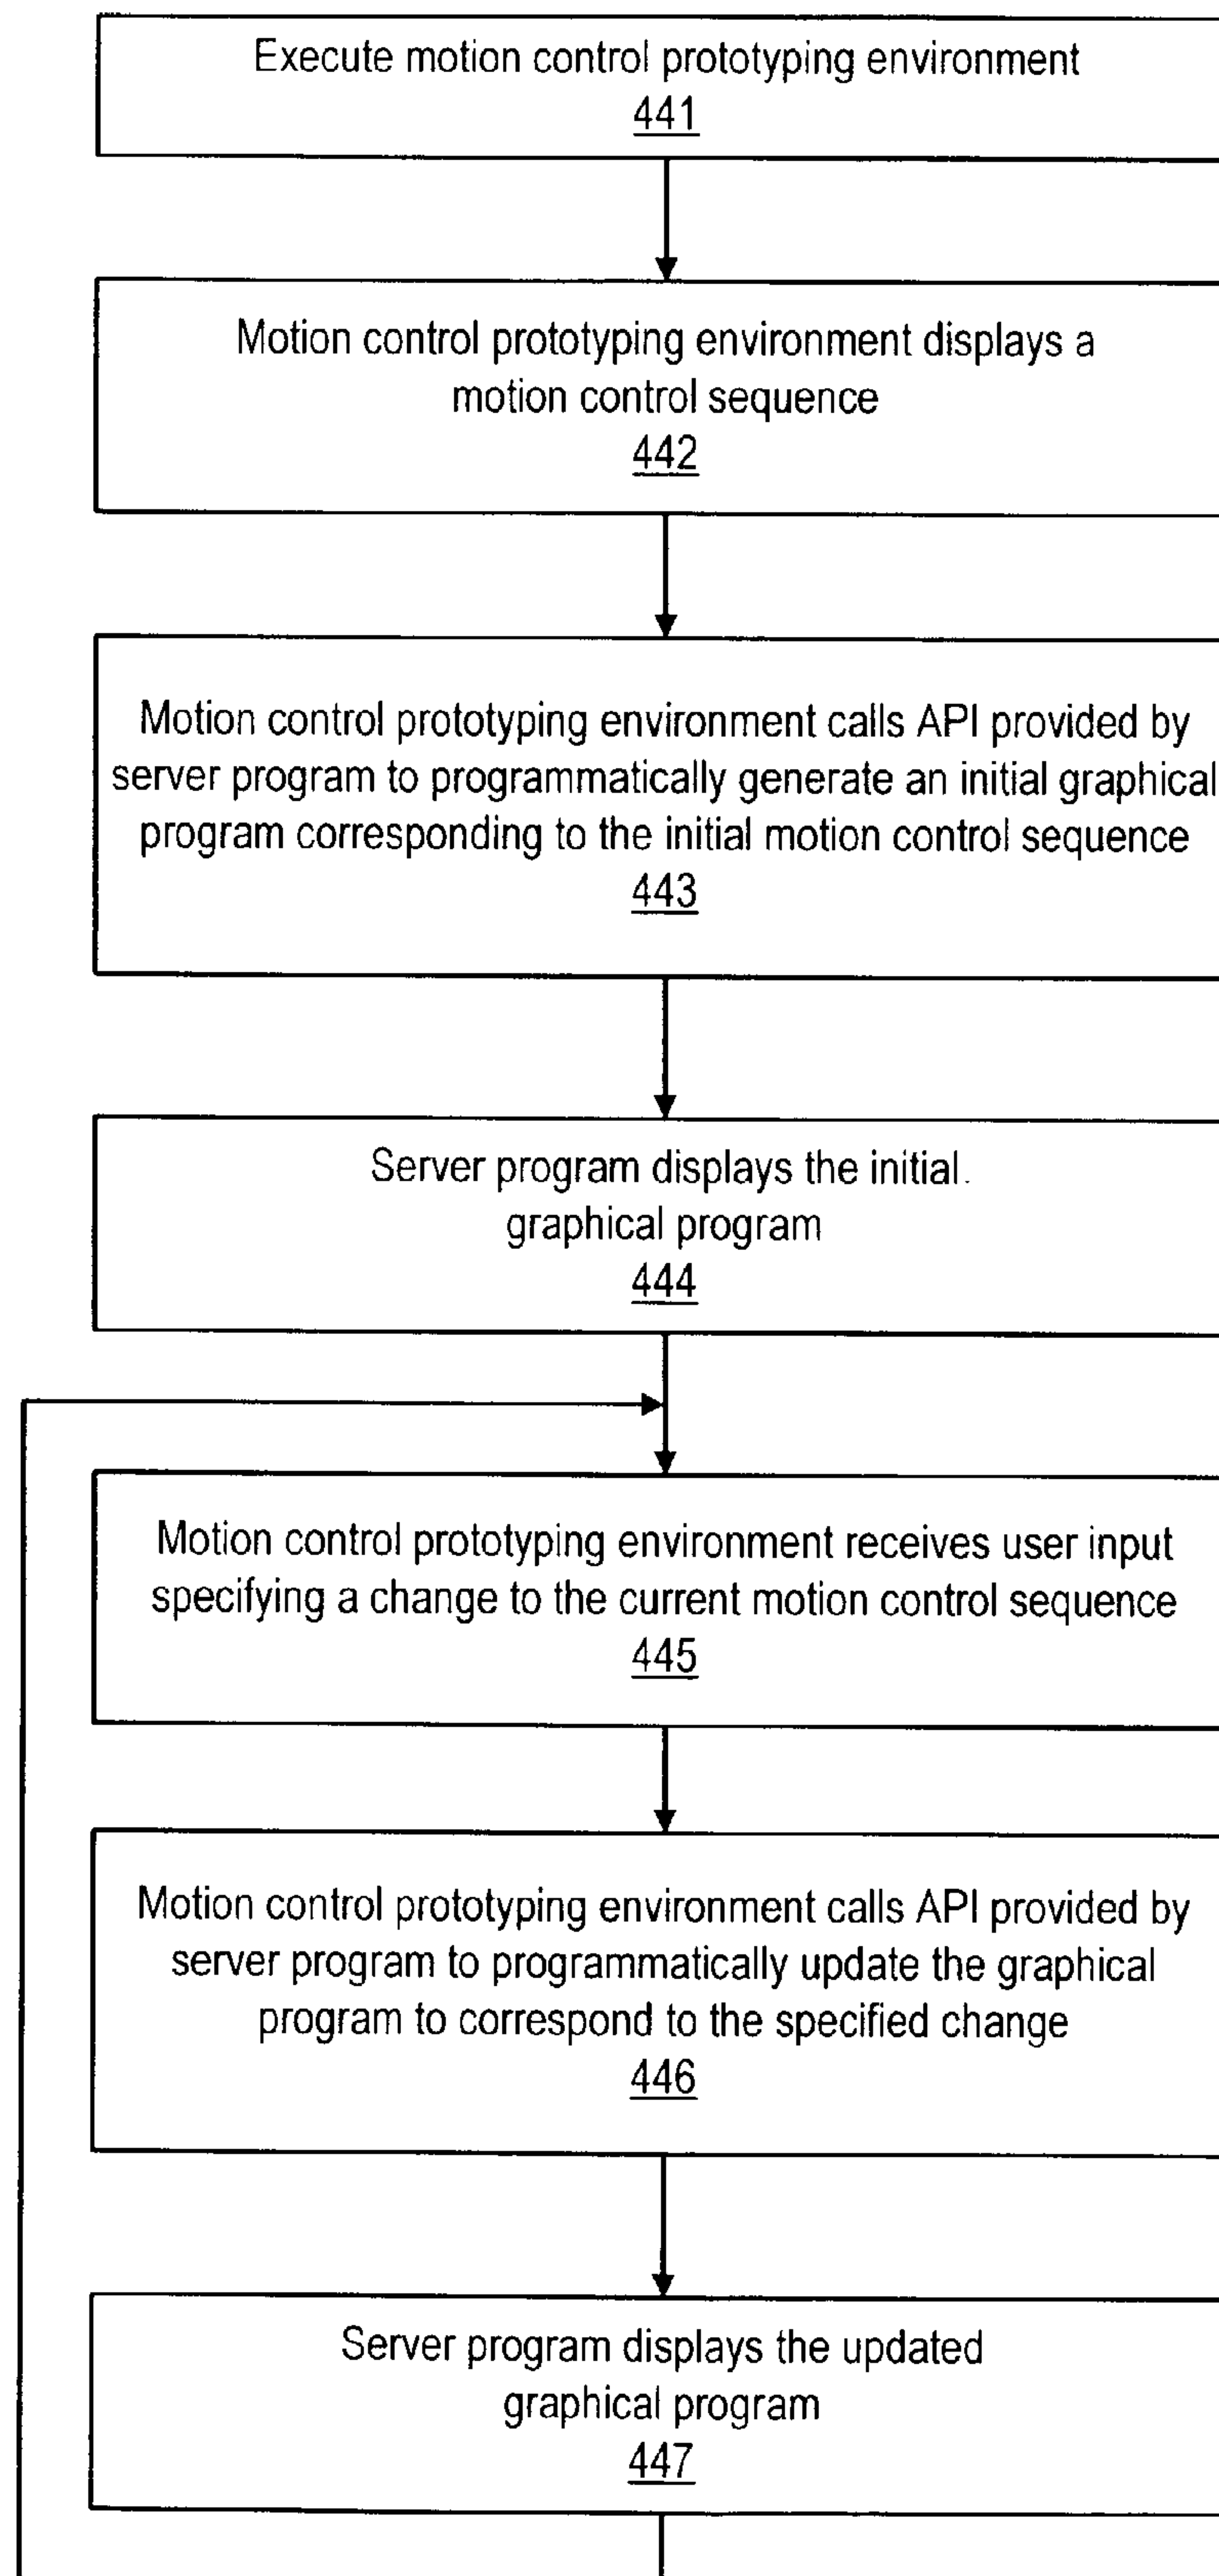 Execute motion control prototyping environment
441
Motion control prototyping environment displays a
motion control sequence
442
Motion control prototyping environment calls API provided by
server program to programmatically generate an initial graphical
program corresponding to the initial motion control sequence
443
Server program displays the initial
graphical program
444
Motion control prototyping environment receives user input
specifying a change to the current motion control sequence
445
Motion control prototyping environment calls API provided by
server program to programmatically update the graphical
program to correspond to the specified change
446
Server program displays the updated
graphical program
447